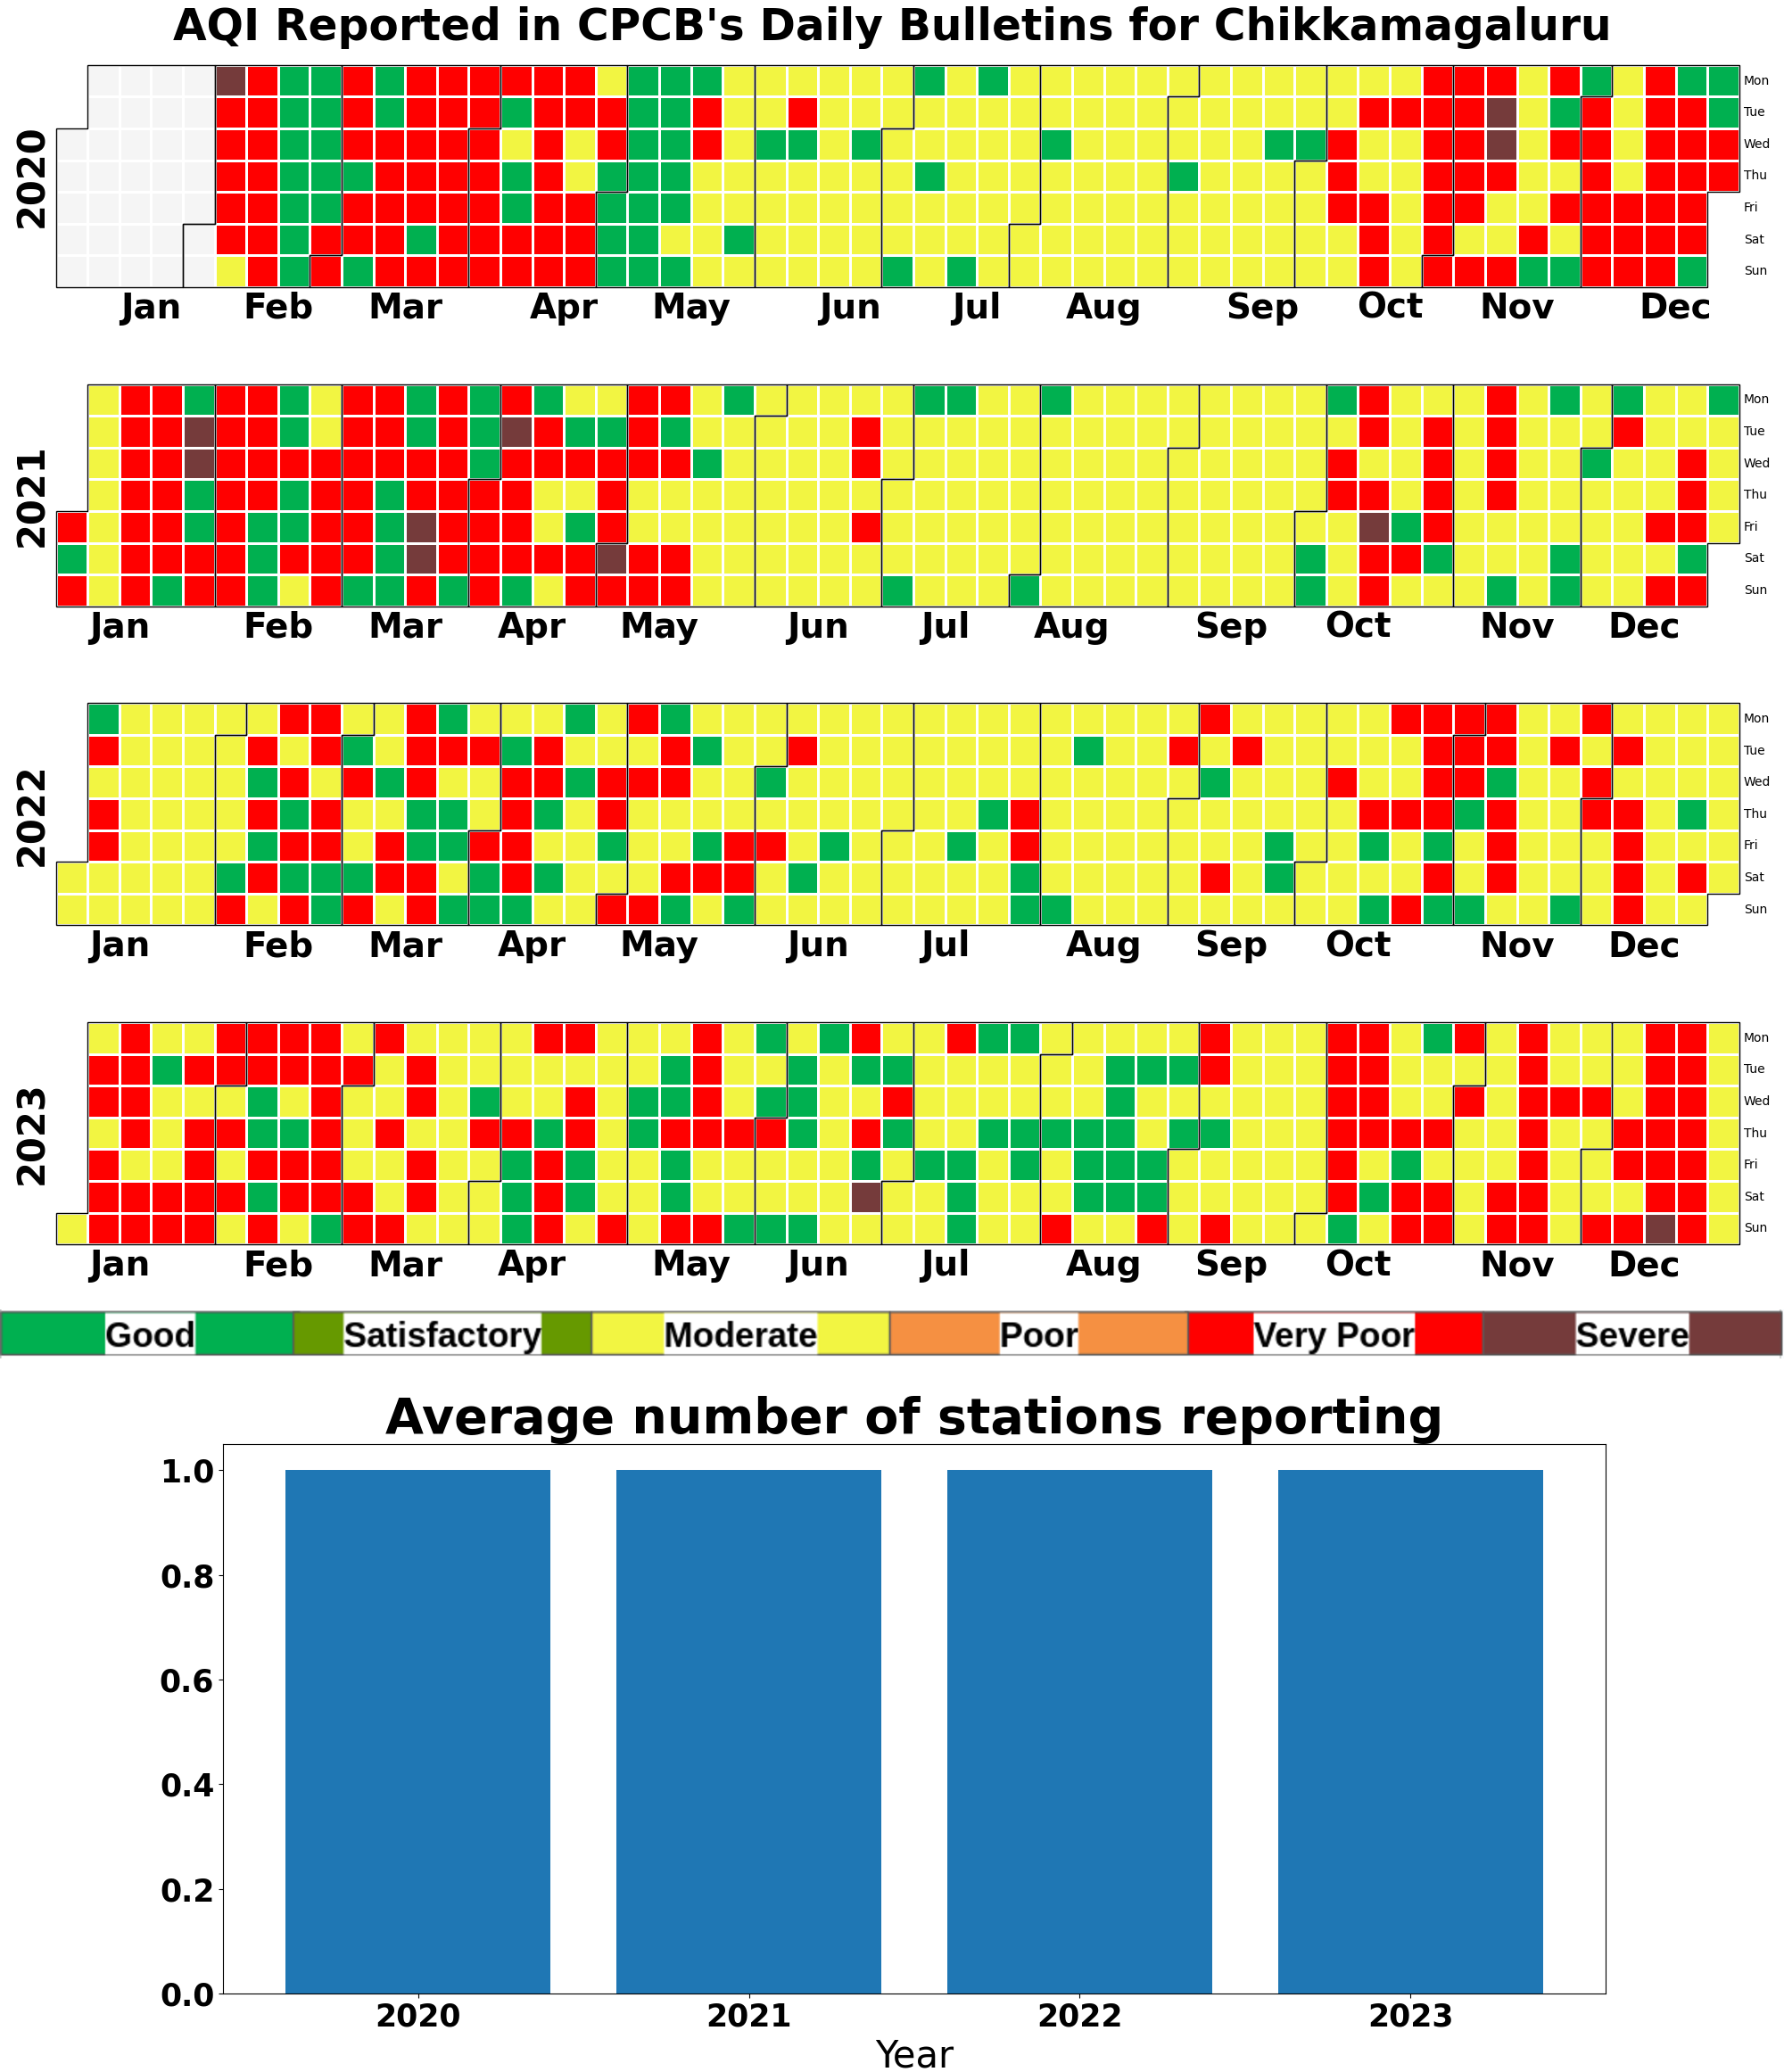 AQI Reported in CPCB's Daily Bulletins for Chikkamagaluru
2020
Mon
Tue
Wed
Thu
Fri
Sat
Sun
Jan Feb Mar Apr May Jun Jul Aug Sep Oct Nov Dec
2021
Mon
Tue
Wed
Thu
Fri
Sat
Sun
Jan Feb Mar Apr May Jun Jul Aug Sep Oct Nov Dec
2022
Mon
Tue
Wed
Thu
Fri
Sat
Sun
Jan Feb Mar Apr May Jun Jul Aug Sep Oct Nov Dec
2023
Mon
Tue
Wed
Thu
Fri
Sat
Sun
Jan Feb Mar Apr May Jun Jul Aug Sep Oct Nov Dec
Good Satisfactory Moderate Poor Very Poor Severe
Average number of stations reporting
1.0
0.8
0.6
0.4
0.2
0.0
2020 2021 2022 2023
Year